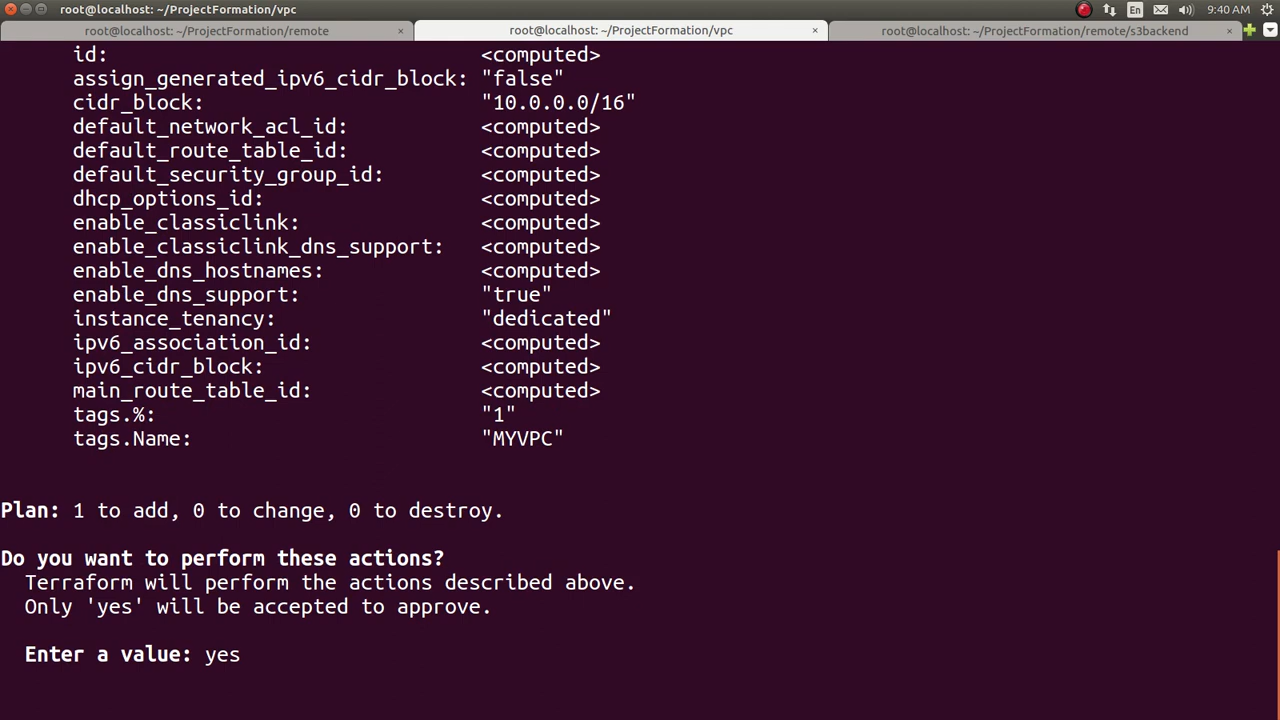 root@localhost: ~/ProjectFormation/vpc
En
9:40 AM
root@localhost: ~/ProjectFormation/remote ×
root@localhost: ~/ProjectFormation/vpc ×
root@localhost: ~/ProjectFormation/remote/s3backend ×
id: <computed>
assign_generated_ipv6_cidr_block: "false"
cidr_block: "10.0.0.0/16"
default_network_acl_id: <computed>
default_route_table_id: <computed>
default_security_group_id: <computed>
dhcp_options_id: <computed>
enable_classiclink: <computed>
enable_classiclink_dns_support: <computed>
enable_dns_hostnames: <computed>
enable_dns_support: "true"
instance_tenancy: "dedicated"
ipv6_association_id: <computed>
ipv6_cidr_block: <computed>
main_route_table_id: <computed>
tags.%: "1"
tags.Name: "MYVPC"
Plan: 1 to add, 0 to change, 0 to destroy.
Do you want to perform these actions?
Terraform will perform the actions described above.
Only 'yes' will be accepted to approve.
Enter a value: yes